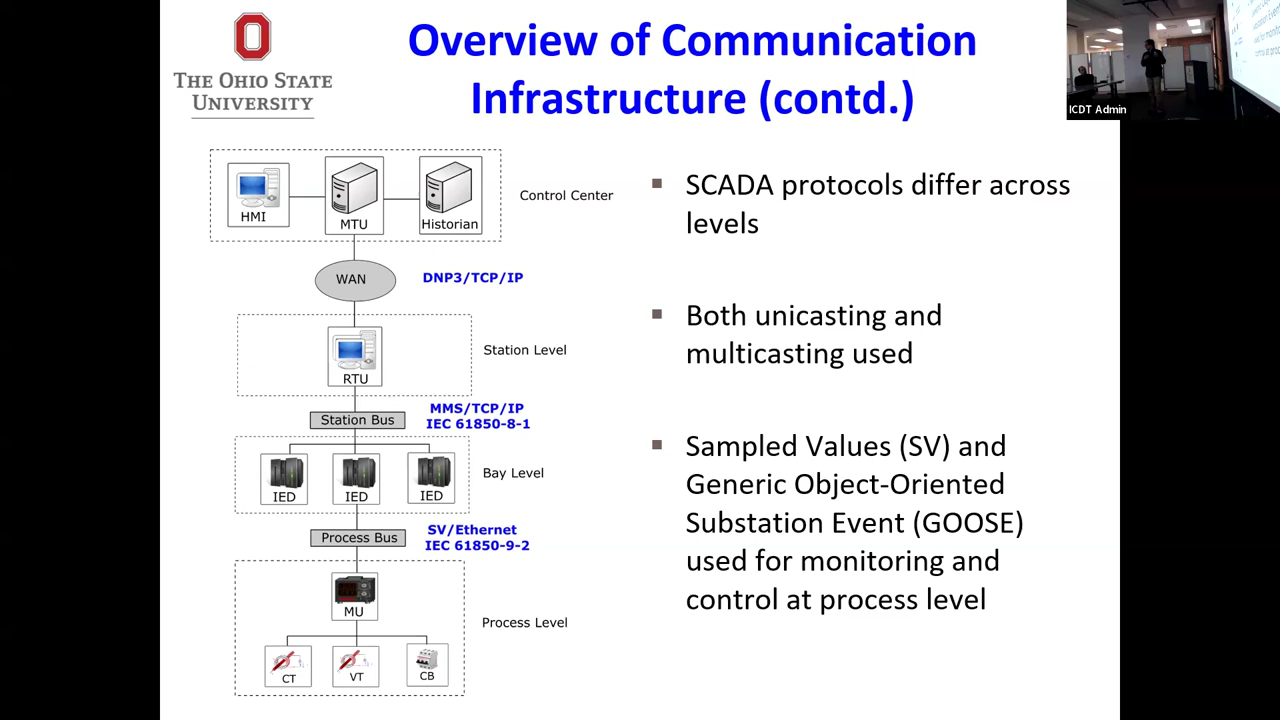 THE OHIO STATE
UNIVERSITY
Overview of Communication
Infrastructure (contd.)
ICDT Admin
HMI
MTU
Historian
Control Center
WAN
DNP3/TCP/IP
RTU
Station Level
Station Bus
MMS/TCP/IP
IEC 61850-8-1
IED
IED
IED
Bay Level
Process Bus
SV/Ethernet
IEC 61850-9-2
MU
Process Level
CT
VT
CB
▪ SCADA protocols differ across
levels
▪ Both unicasting and
multicasting used
▪ Sampled Values (SV) and
Generic Object-Oriented
Substation Event (GOOSE)
used for monitoring and
control at process level